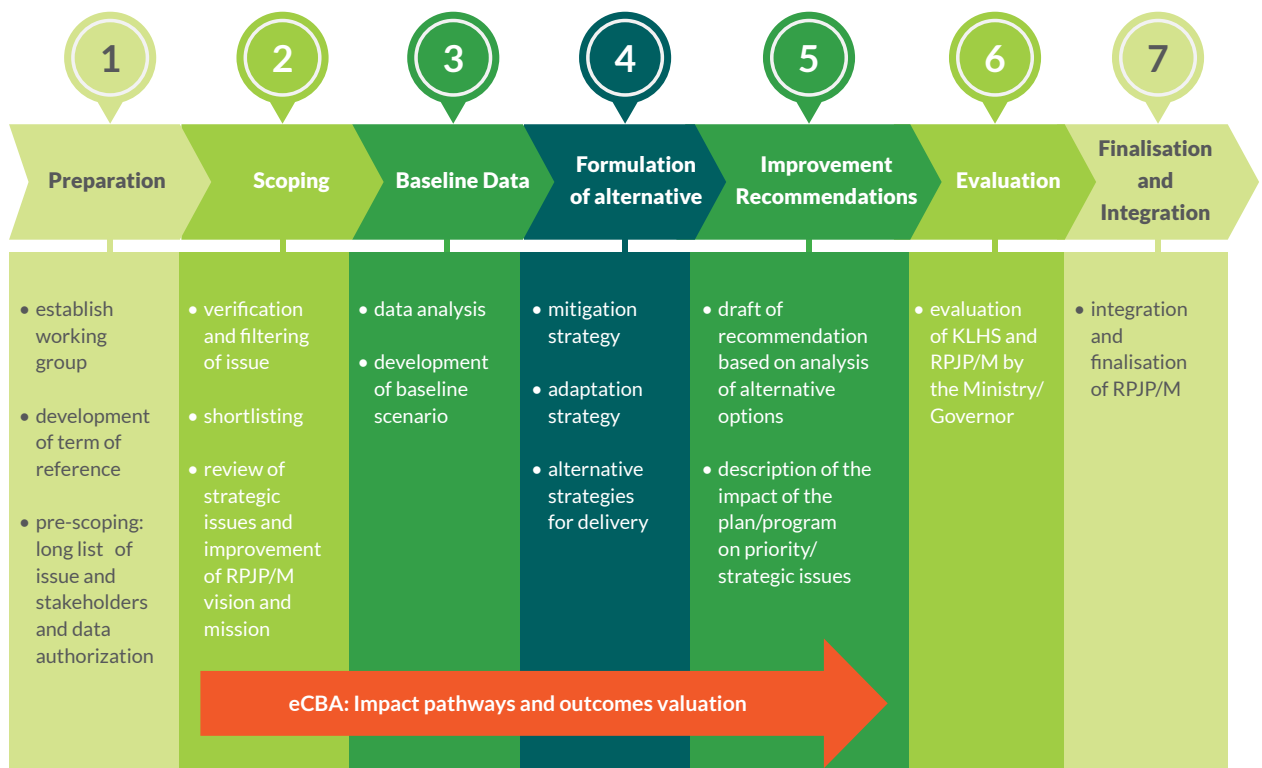 1
2
3
4
5
6
7
Preparation
Scoping
Baseline Data
Formulation
of alternative
Improvement
Recommendations
Evaluation
Finalisation
and
Integration
• establish
working
group
• development
of term of
reference
• pre-scoping:
long list of
issue and
stakeholders
and data
authorization
• verification
and filtering
of issue
• shortlisting
• review of
strategic
issues and
improvement
of RPJP/M
vision and
mission
• data analysis
• development
of baseline
scenario
• mitigation
strategy
• adaptation
strategy
• alternative
strategies
for delivery
• draft of
recommendation
based on analysis
of alternative
options
• description of the
impact of the
plan/program
on priority/
strategic issues
• evaluation
of KLHS and
RPJP/M by
the Ministry/
Governor
• integration
and
finalisation
of RPJP/M
eCBA: Impact pathways and outcomes valuation